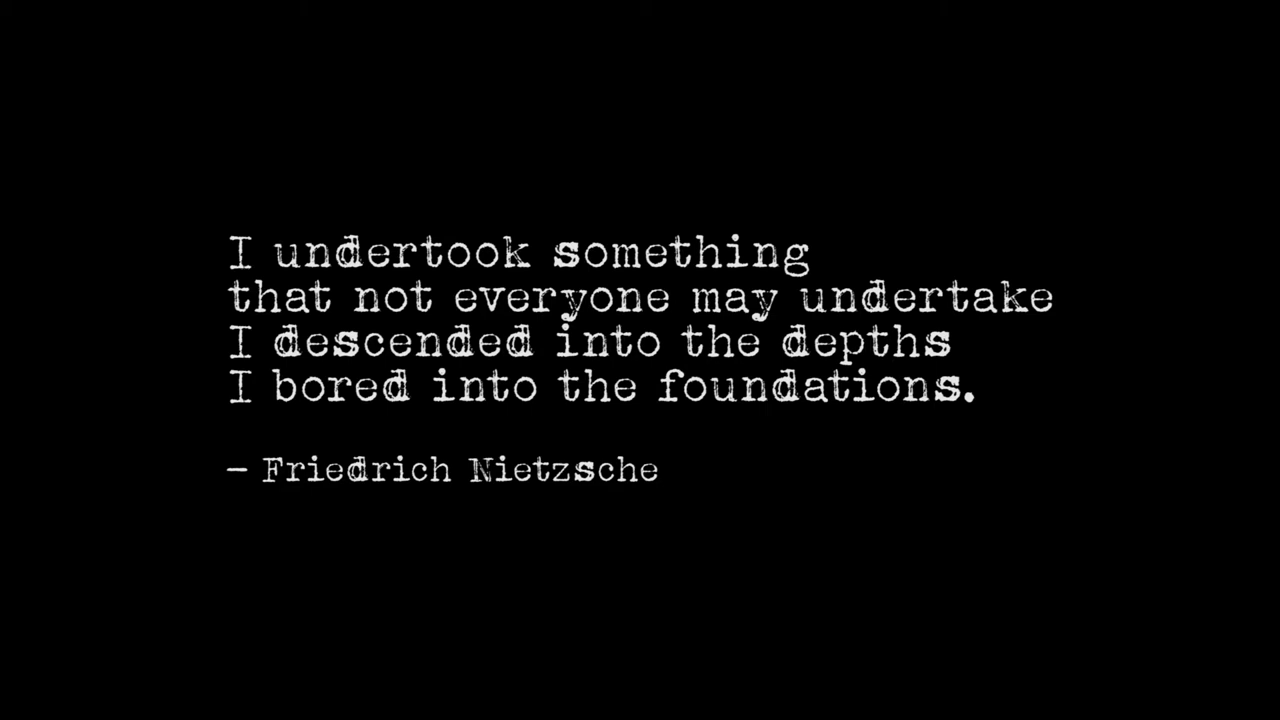 I undertook something
that not everyone may undertake
I descended into the depths
I bored into the foundations.
— Friedrich Nietzsche